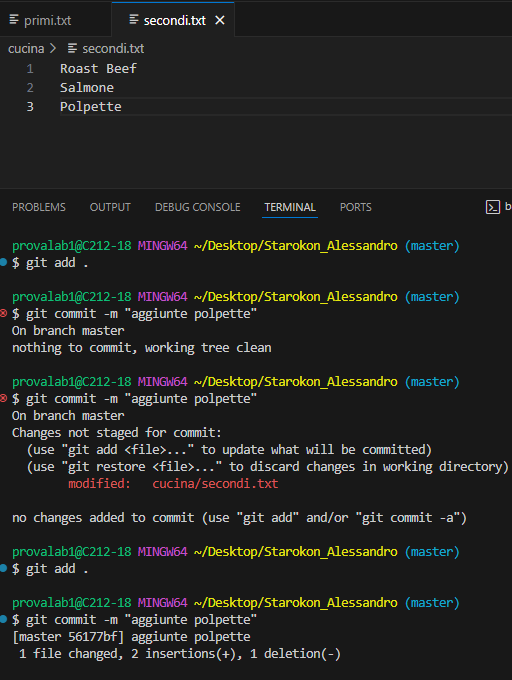 primi.txt
secondi.txt
cucina > secondi.txt
1 Roast Beef
2 Salmone
3 Polpette
PROBLEMS OUTPUT DEBUG CONSOLE TERMINAL PORTS b
provalab1@C212-18 MINGW64 ~/Desktop/Starokon_Alessandro (master)
$ git add .
provalab1@C212-18 MINGW64 ~/Desktop/Starokon_Alessandro (master)
$ git commit -m "aggiunte polpette"
On branch master
nothing to commit, working tree clean
provalab1@C212-18 MINGW64 ~/Desktop/Starokon_Alessandro (master)
$ git commit -m "aggiunte polpette"
On branch master
Changes not staged for commit:
  (use "git add <file>..." to update what will be committed)
  (use "git restore <file>..." to discard changes in working directory)
        modified:   cucina/secondi.txt
no changes added to commit (use "git add" and/or "git commit -a")
provalab1@C212-18 MINGW64 ~/Desktop/Starokon_Alessandro (master)
$ git add .
provalab1@C212-18 MINGW64 ~/Desktop/Starokon_Alessandro (master)
$ git commit -m "aggiunte polpette"
[master 56177bf] aggiunte polpette
 1 file changed, 2 insertions(+), 1 deletion(-)